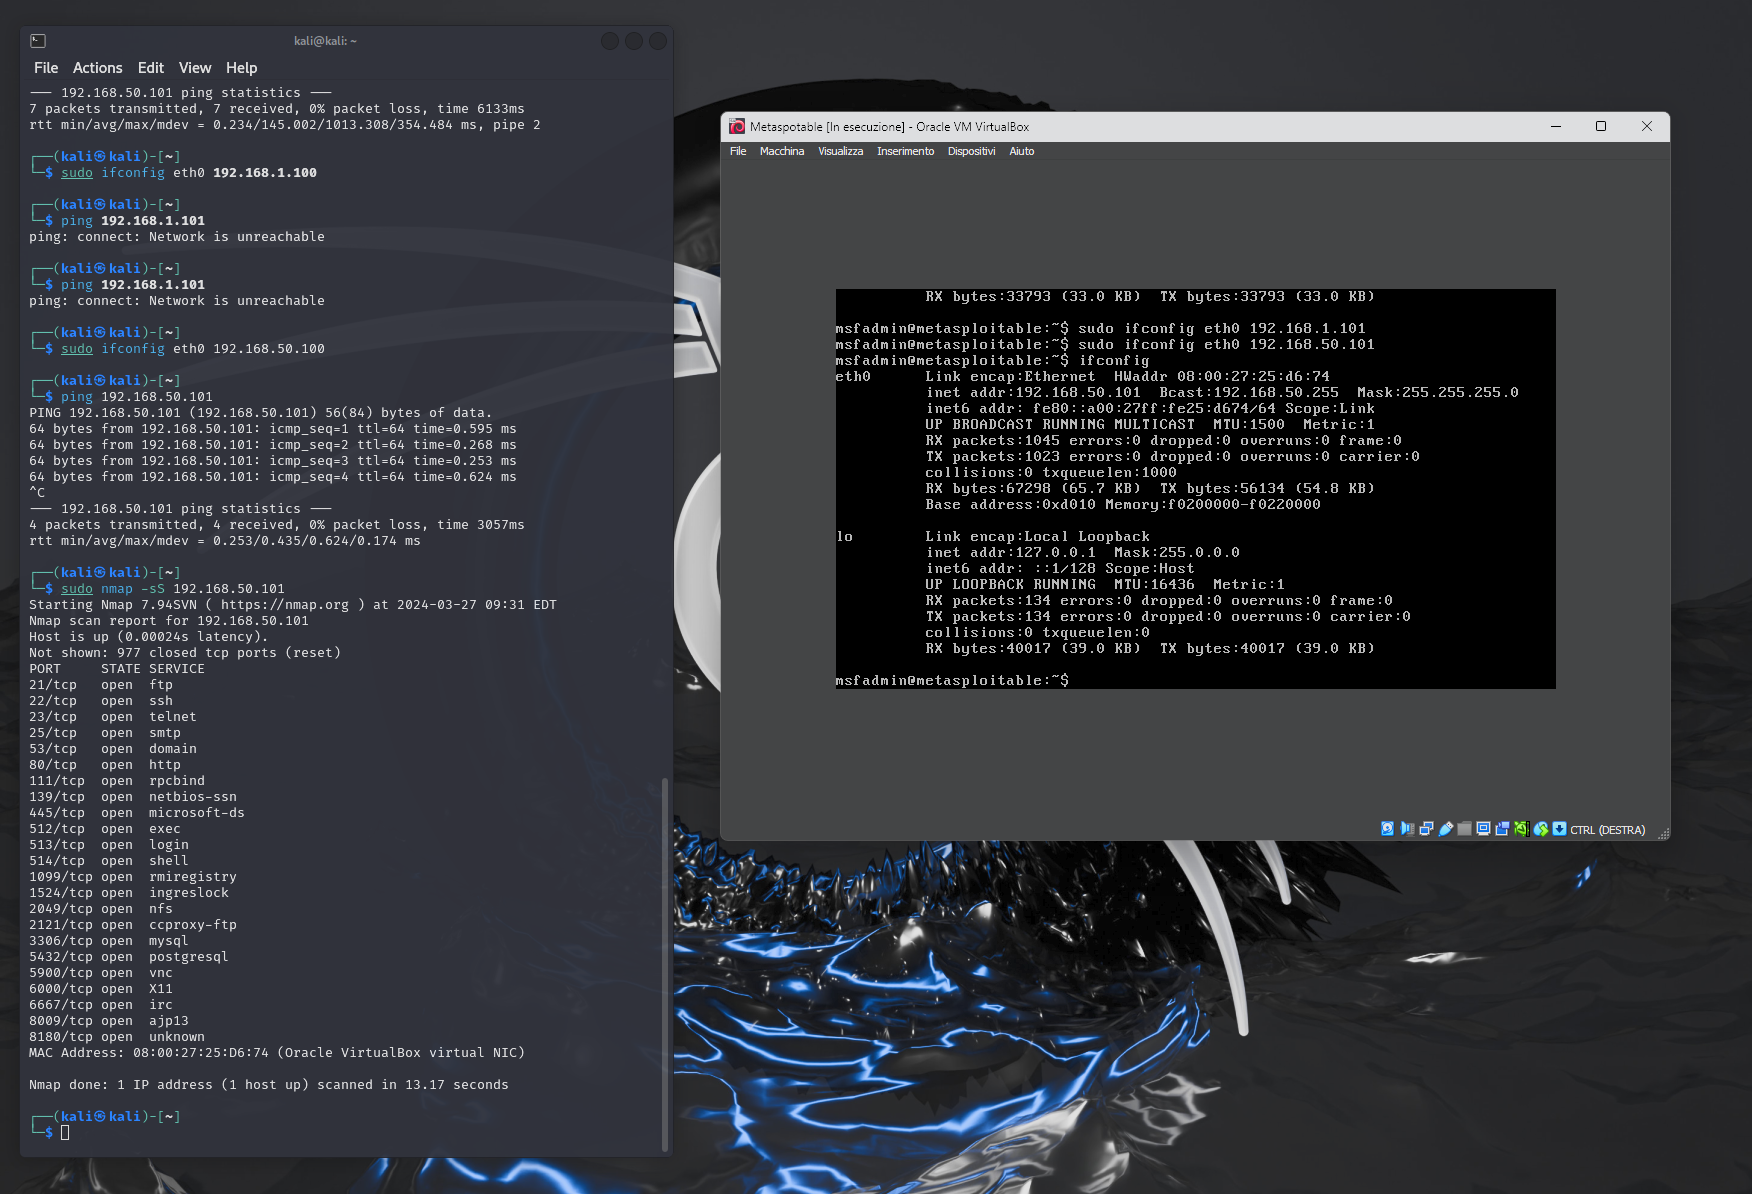 kali@kali: ~
File Actions Edit View Help
--- 192.168.50.101 ping statistics ---
7 packets transmitted, 7 received, 0% packet loss, time 6133ms
rtt min/avg/max/mdev = 0.234/145.002/1013.308/354.484 ms, pipe 2
┌──(kali㉿kali)-[~]
└─$ sudo ifconfig eth0 192.168.1.100
┌──(kali㉿kali)-[~]
└─$ ping 192.168.1.101
ping: connect: Network is unreachable
┌──(kali㉿kali)-[~]
└─$ ping 192.168.1.101
ping: connect: Network is unreachable
┌──(kali㉿kali)-[~]
└─$ sudo ifconfig eth0 192.168.50.100
┌──(kali㉿kali)-[~]
└─$ ping 192.168.50.101
PING 192.168.50.101 (192.168.50.101) 56(84) bytes of data.
64 bytes from 192.168.50.101: icmp_seq=1 ttl=64 time=0.595 ms
64 bytes from 192.168.50.101: icmp_seq=2 ttl=64 time=0.268 ms
64 bytes from 192.168.50.101: icmp_seq=3 ttl=64 time=0.253 ms
64 bytes from 192.168.50.101: icmp_seq=4 ttl=64 time=0.624 ms
^C
--- 192.168.50.101 ping statistics ---
4 packets transmitted, 4 received, 0% packet loss, time 3057ms
rtt min/avg/max/mdev = 0.253/0.435/0.624/0.174 ms
┌──(kali㉿kali)-[~]
└─$ sudo nmap -sS 192.168.50.101
Starting Nmap 7.94SVN ( https://nmap.org ) at 2024-03-27 09:31 EDT
Nmap scan report for 192.168.50.101
Host is up (0.00024s latency).
Not shown: 977 closed tcp ports (reset)
PORT STATE SERVICE
21/tcp open ftp
22/tcp open ssh
23/tcp open telnet
25/tcp open smtp
53/tcp open domain
80/tcp open http
111/tcp open rpcbind
139/tcp open netbios-ssn
445/tcp open microsoft-ds
512/tcp open exec
513/tcp open login
514/tcp open shell
1099/tcp open rmiregistry
1524/tcp open ingreslock
2049/tcp open nfs
2121/tcp open ccproxy-ftp
3306/tcp open mysql
5432/tcp open postgresql
5900/tcp open vnc
6000/tcp open X11
6667/tcp open irc
8009/tcp open ajp13
8180/tcp open unknown
MAC Address: 08:00:27:25:D6:74 (Oracle VirtualBox virtual NIC)
Nmap done: 1 IP address (1 host up) scanned in 13.17 seconds
┌──(kali㉿kali)-[~]
└─$
Metaspotable [In esecuzione] - Oracle VM VirtualBox
File Macchina Visualizza Inserimento Dispositivi Aiuto
RX bytes:33793 (33.0 KB) TX bytes:33793 (33.0 KB)
msfadmin@metasploitable:~$ sudo ifconfig eth0 192.168.1.101
msfadmin@metasploitable:~$ sudo ifconfig eth0 192.168.50.101
msfadmin@metasploitable:~$ ifconfig
eth0 Link encap:Ethernet HWaddr 08:00:27:25:d6:74
inet addr:192.168.50.101 Bcast:192.168.50.255 Mask:255.255.255.0
inet6 addr: fe80::a00:27ff:fe25:d674/64 Scope:Link
UP BROADCAST RUNNING MULTICAST MTU:1500 Metric:1
RX packets:1045 errors:0 dropped:0 overruns:0 frame:0
TX packets:1023 errors:0 dropped:0 overruns:0 carrier:0
collisions:0 txqueuelen:1000
RX bytes:67298 (65.7 KB) TX bytes:56134 (54.8 KB)
Base address:0xd010 Memory:f0200000-f0220000
lo Link encap:Local Loopback
inet addr:127.0.0.1 Mask:255.0.0.0
inet6 addr: ::1/128 Scope:Host
UP LOOPBACK RUNNING MTU:16436 Metric:1
RX packets:134 errors:0 dropped:0 overruns:0 frame:0
TX packets:134 errors:0 dropped:0 overruns:0 carrier:0
collisions:0 txqueuelen:0
RX bytes:40017 (39.0 KB) TX bytes:40017 (39.0 KB)
msfadmin@metasploitable:~$
CTRL (DESTRA)